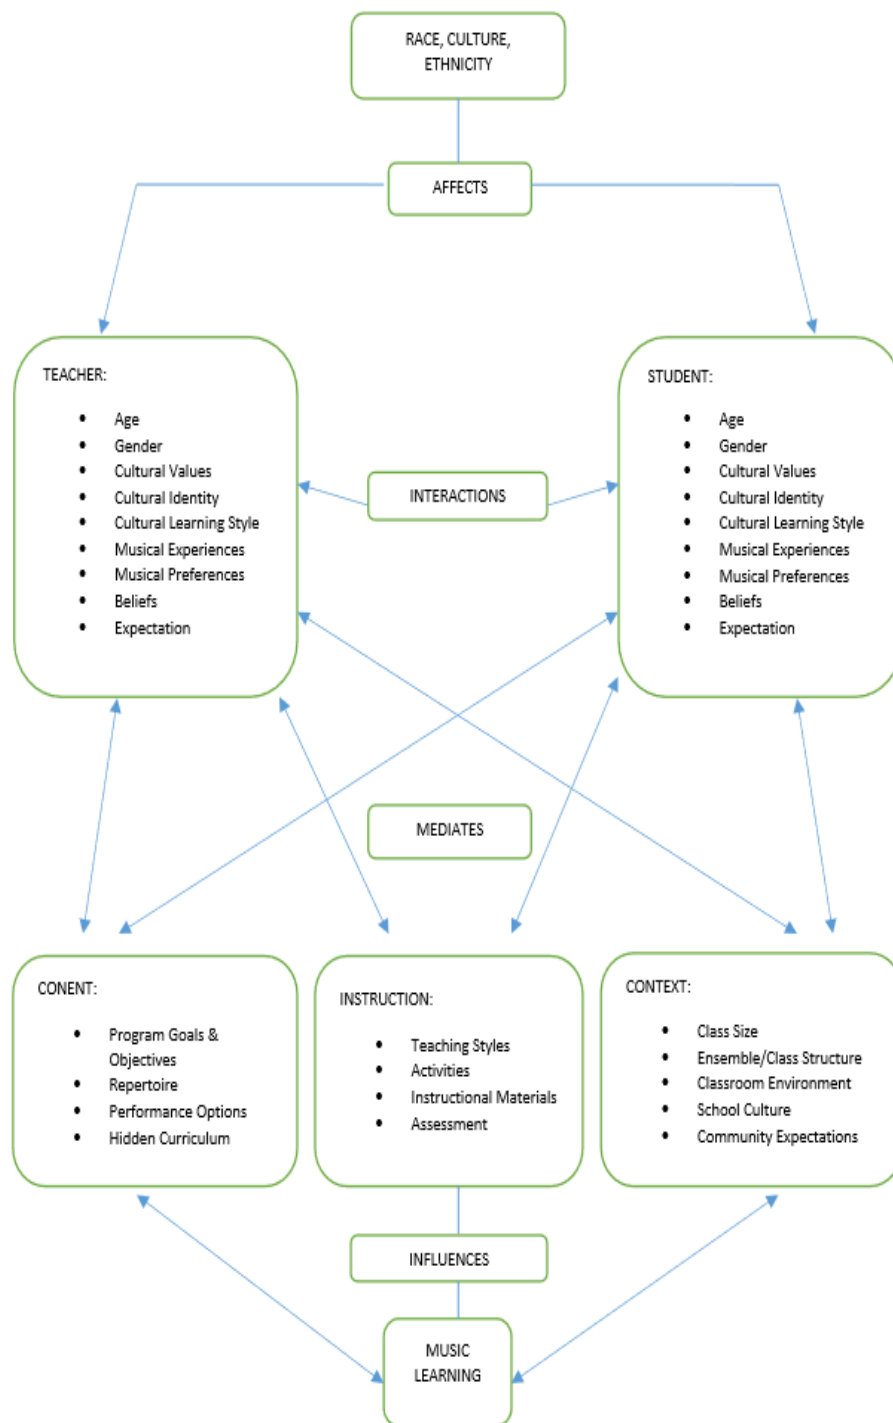 RACE, CULTURE,
ETHNICITY
AFFECTS
TEACHER:
• Age
• Gender
• Cultural Values
• Cultural Identity
• Cultural Learning Style
• Musical Experiences
• Musical Preferences
• Beliefs
• Expectation
INTERACTIONS
STUDENT:
• Age
• Gender
• Cultural Values
• Cultural Identity
• Cultural Learning Style
• Musical Experiences
• Musical Preferences
• Beliefs
• Expectation
MEDIATES
CONENT:
• Program Goals &
Objectives
• Repertoire
• Performance Options
• Hidden Curriculum
INSTRUCTION:
• Teaching Styles
• Activities
• Instructional Materials
• Assessment
CONTEXT:
• Class Size
• Ensemble/Class Structure
• Classroom Environment
• School Culture
• Community Expectations
INFLUENCES
MUSIC
LEARNING